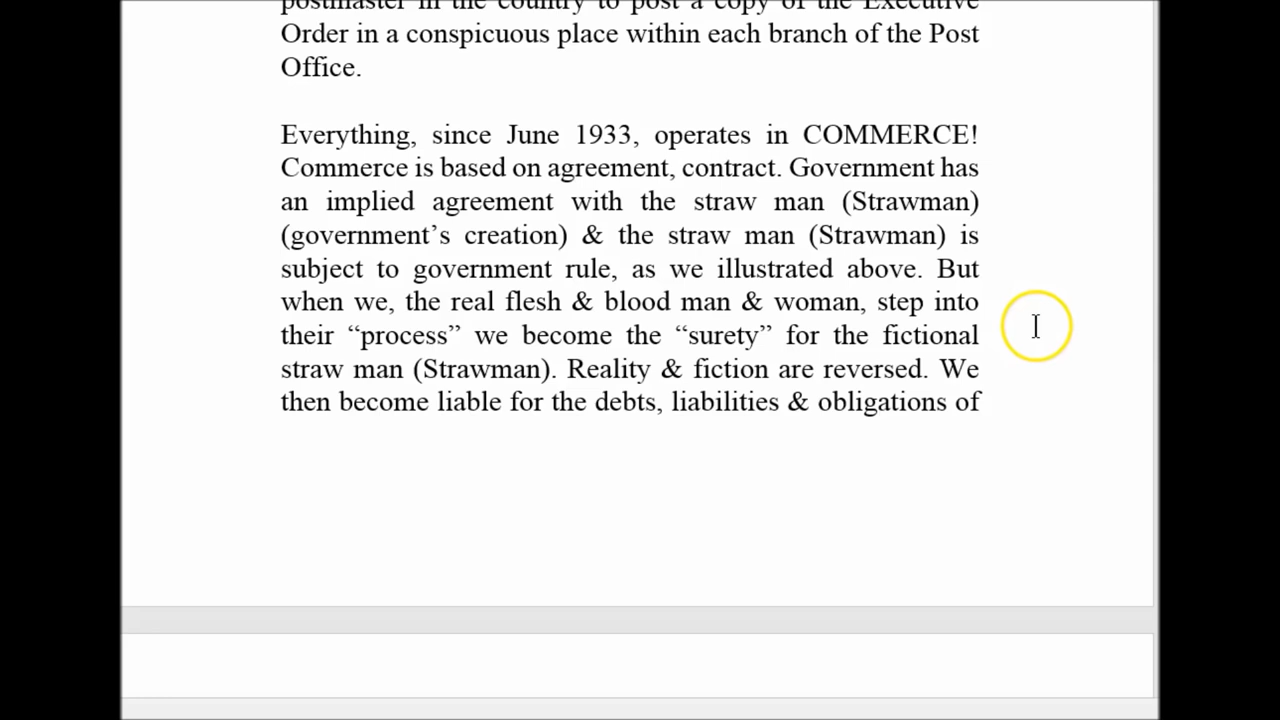 postmaster in the country to post a copy of the Executive
Order in a conspicuous place within each branch of the Post
Office.
Everything, since June 1933, operates in COMMERCE!
Commerce is based on agreement, contract. Government has
an implied agreement with the straw man (Strawman)
(government’s creation) & the straw man (Strawman) is
subject to government rule, as we illustrated above. But
when we, the real flesh & blood man & woman, step into
their “process” we become the “surety” for the fictional
straw man (Strawman). Reality & fiction are reversed. We
then become liable for the debts, liabilities & obligations of